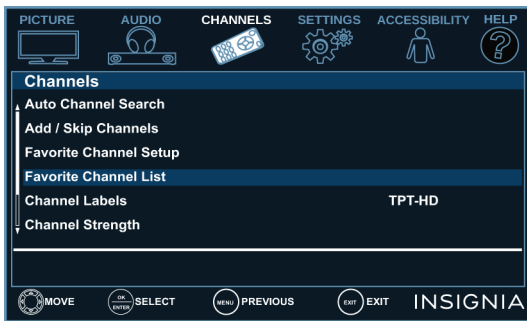 PICTURE AUDIO CHANNELS SETTINGS ACCESSIBILITY HELP
?
Channels
Auto Channel Search
Add / Skip Channels
Favorite Channel Setup
Favorite Channel List
Channel Labels TPT-HD
Channel Strength
MOVE OK ENTER SELECT MENU PREVIOUS EXIT EXIT INSIGNIA